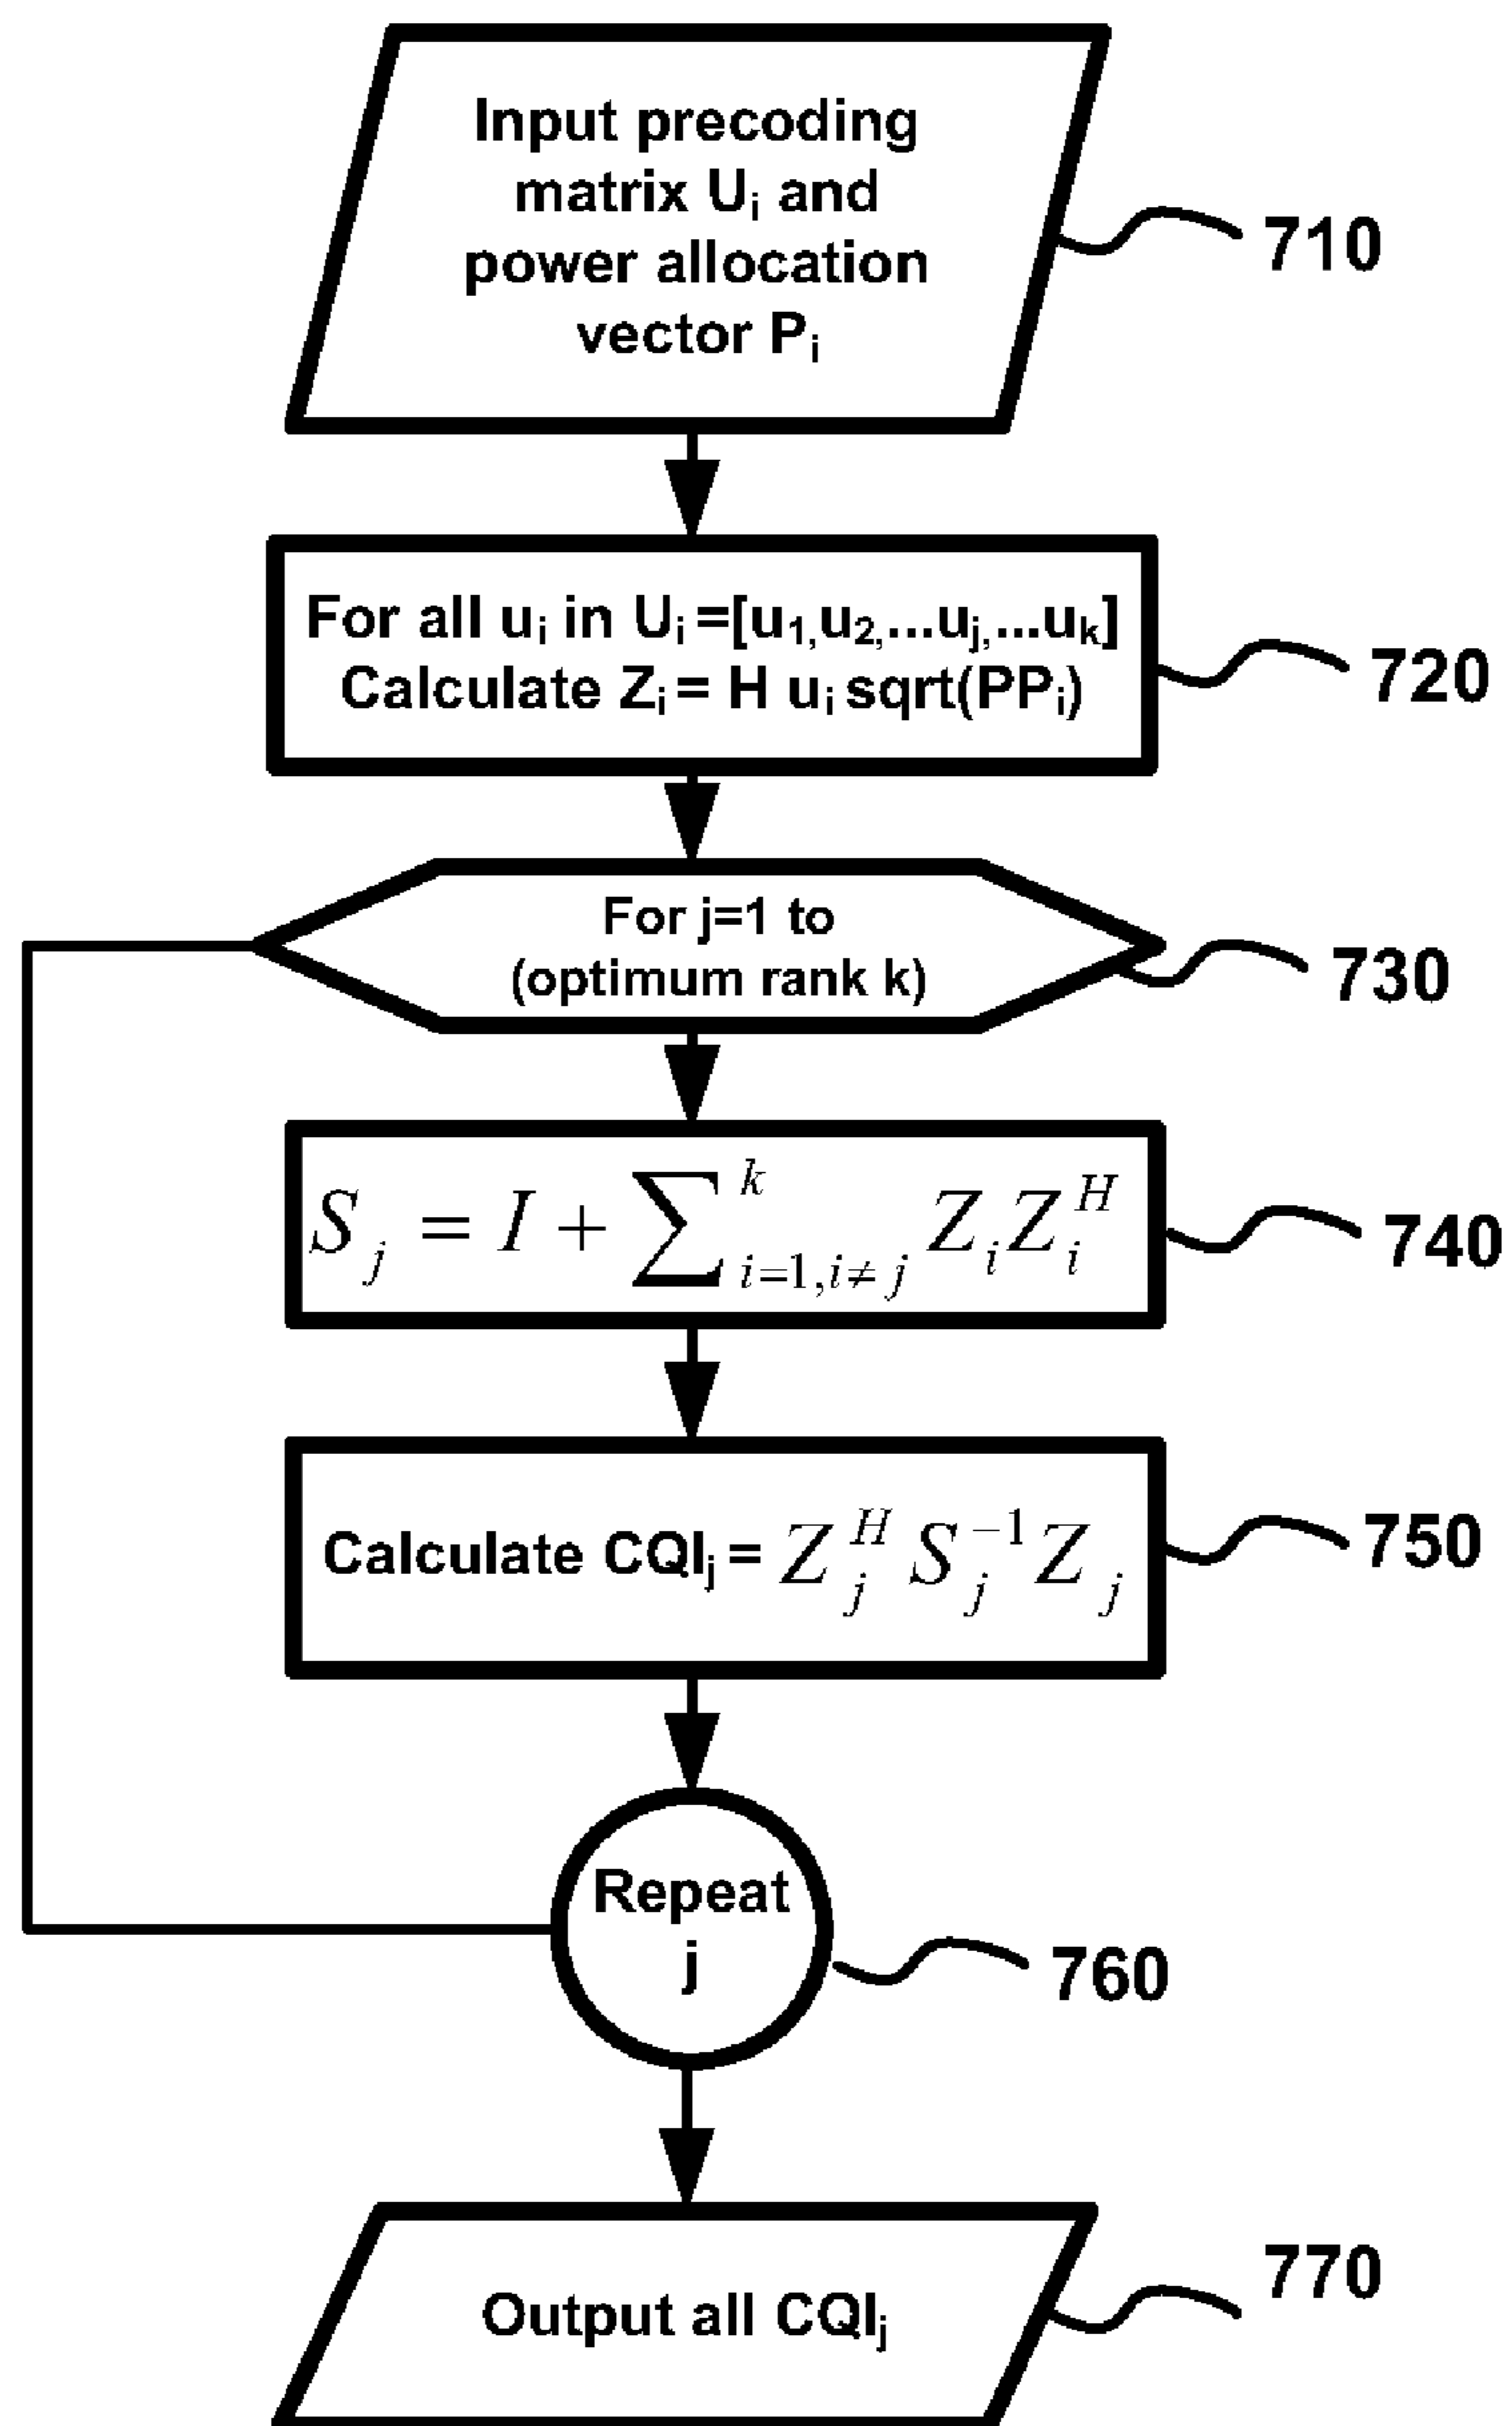 Input precoding
matrix Uᵢ and
power allocation
vector Pᵢ
710
For all uᵢ in Uᵢ =[u₁,u₂,...uⱼ,...uₖ]
Calculate Zᵢ = H uᵢ sqrt(PPᵢ)
720
For j=1 to
(optimum rank k)
730
S_j = I + ∑_{i=1,i≠j}^{k} Z_i Z_i^H
740
Calculate CQIⱼ = Z_j^H S_j^{-1} Z_j
750
Repeat
j
760
Output all CQIⱼ
770